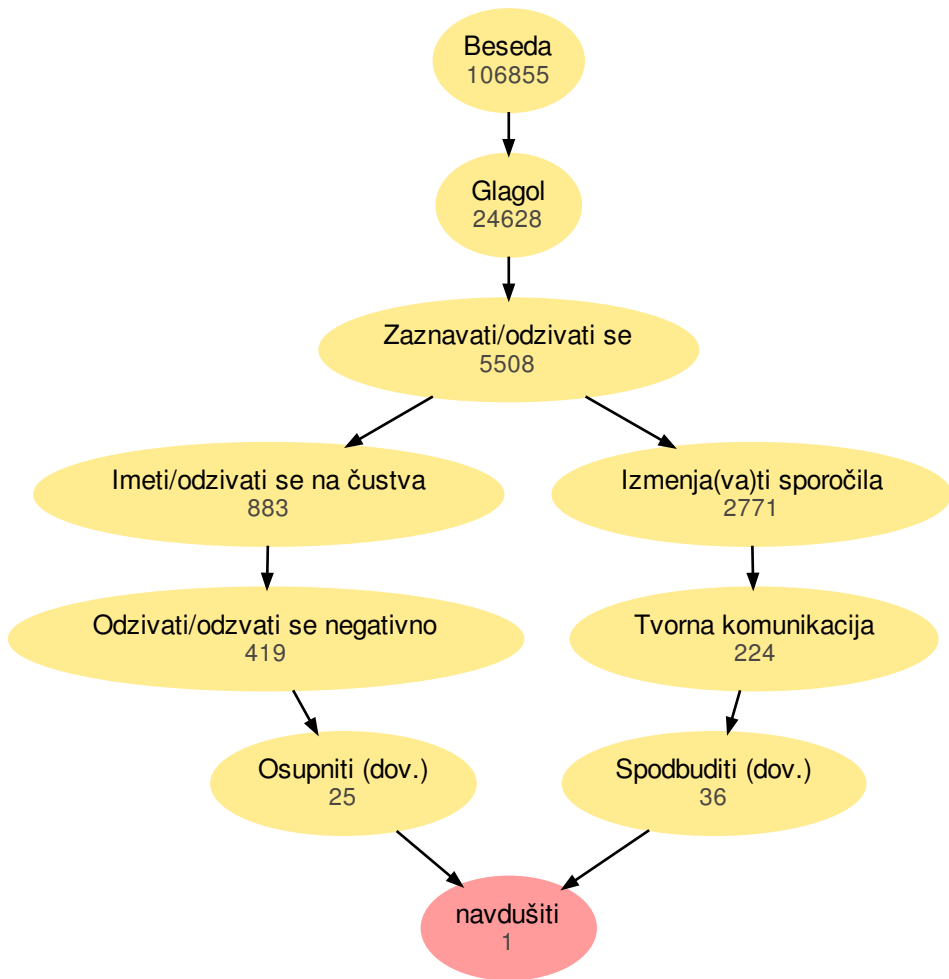 Beseda
106855
Glagol
24628
Zaznavati/odzivati se
5508
Imeti/odzivati se na čustva
883
Izmenja(va)ti sporočila
2771
Odzivati/odzvati se negativno
419
Tvorna komunikacija
224
Osupniti (dov.)
25
Spodbuditi (dov.)
36
navdušiti
1